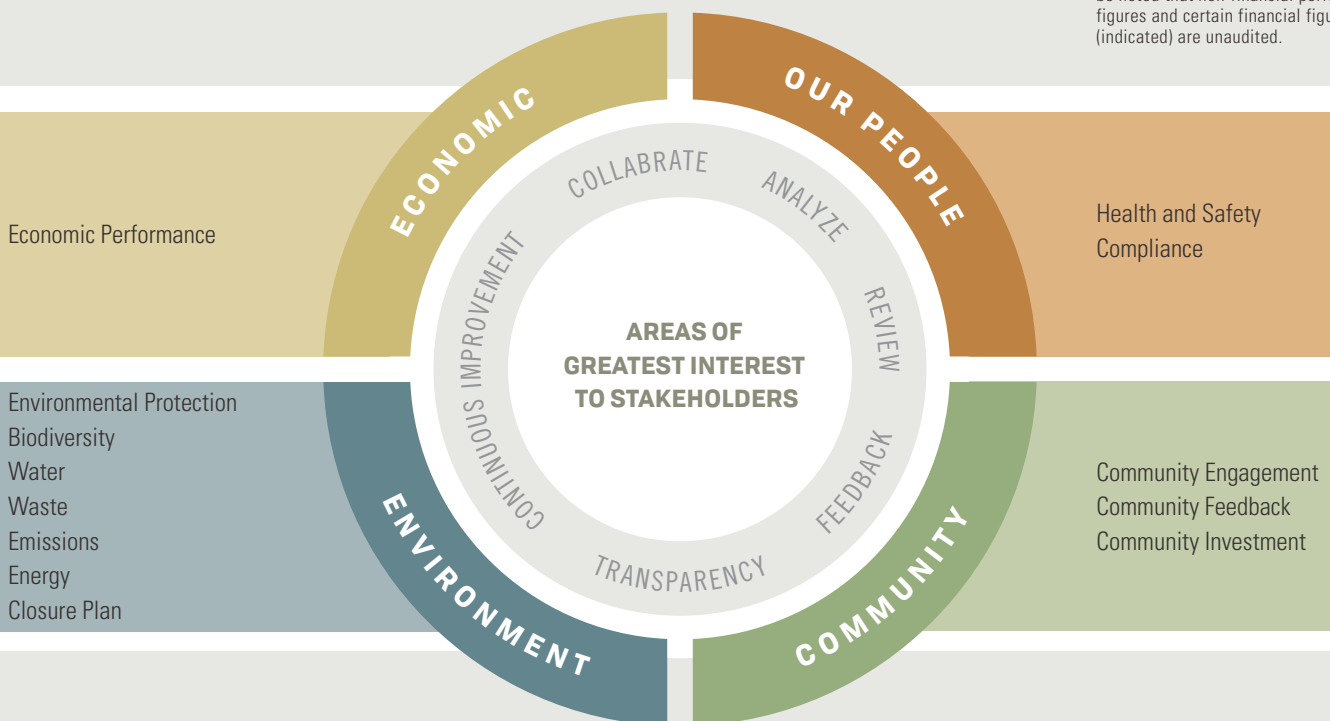 figures and certain financial figu
(indicated) are unaudited.
ECONOMIC
OUR PEOPLE
Economic Performance
Health and Safety
Compliance
COLLABRATE
ANALYZE
REVIEW
FEEDBACK
TRANSPARENCY
CONTINUOUS IMPROVEMENT
AREAS OF
GREATEST INTEREST
TO STAKEHOLDERS
Environmental Protection
Biodiversity
Water
Waste
Emissions
Energy
Closure Plan
Community Engagement
Community Feedback
Community Investment
ENVIRONMENT
COMMUNITY